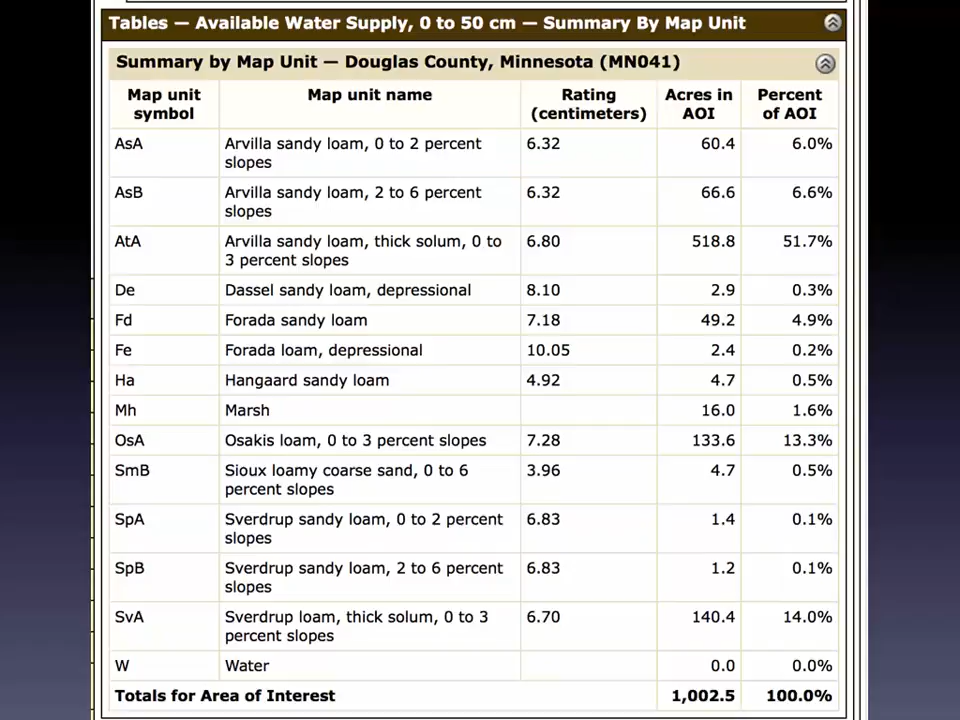 Tables — Available Water Supply, 0 to 50 cm — Summary By Map Unit
Summary by Map Unit — Douglas County, Minnesota (MN041)
Map unit symbol Map unit name Rating (centimeters) Acres in AOI Percent of AOI
AsA Arvilla sandy loam, 0 to 2 percent slopes 6.32 60.4 6.0%
AsB Arvilla sandy loam, 2 to 6 percent slopes 6.32 66.6 6.6%
AtA Arvilla sandy loam, thick solum, 0 to 3 percent slopes 6.80 518.8 51.7%
De Dassel sandy loam, depressional 8.10 2.9 0.3%
Fd Forada sandy loam 7.18 49.2 4.9%
Fe Forada loam, depressional 10.05 2.4 0.2%
Ha Hangaard sandy loam 4.92 4.7 0.5%
Mh Marsh 16.0 1.6%
OsA Osakis loam, 0 to 3 percent slopes 7.28 133.6 13.3%
SmB Sioux loamy coarse sand, 0 to 6 percent slopes 3.96 4.7 0.5%
SpA Sverdrup sandy loam, 0 to 2 percent slopes 6.83 1.4 0.1%
SpB Sverdrup sandy loam, 2 to 6 percent slopes 6.83 1.2 0.1%
SvA Sverdrup loam, thick solum, 0 to 3 percent slopes 6.70 140.4 14.0%
W Water 0.0 0.0%
Totals for Area of Interest 1,002.5 100.0%